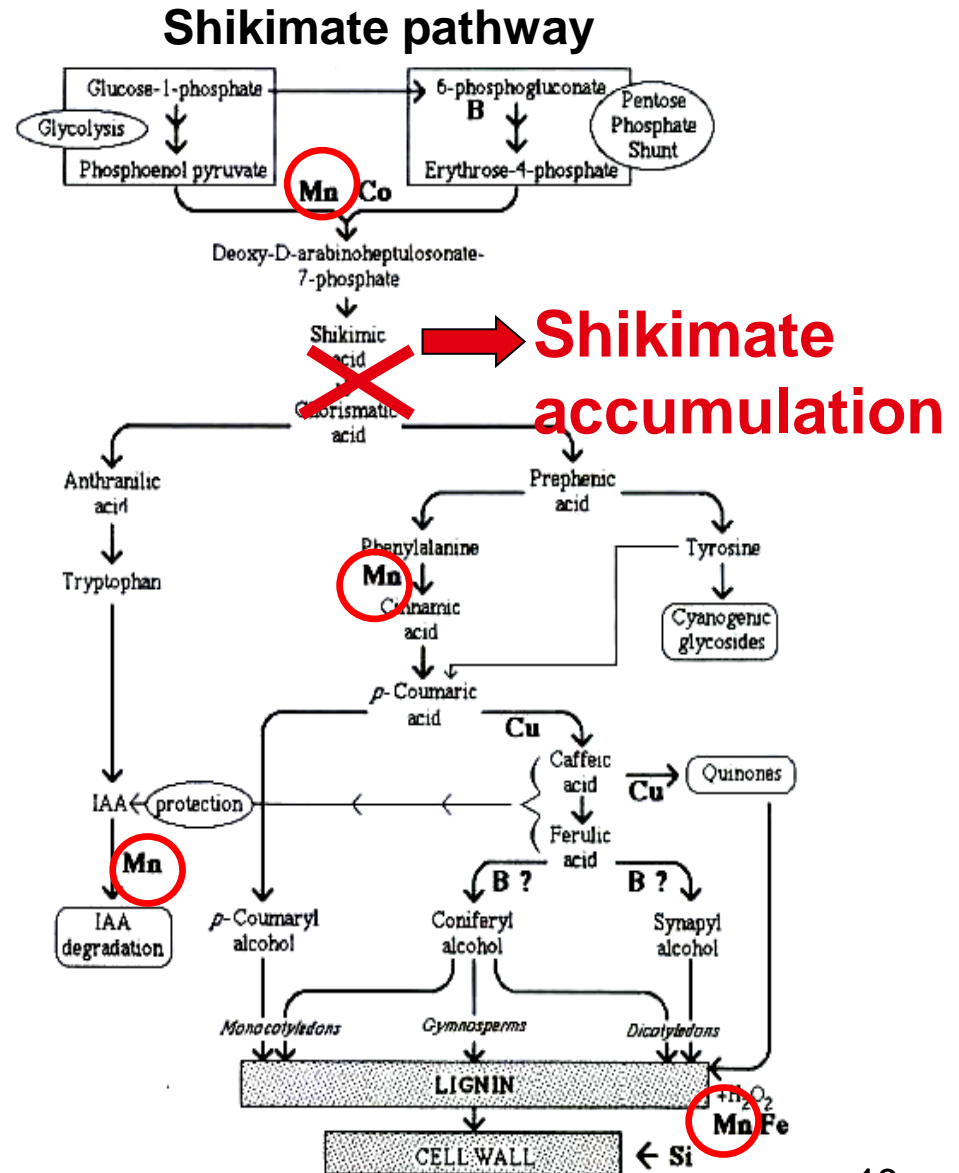 Shikimate pathway
Glucose-1-phosphate
6-phosphogluconate
B
Pentose
Phosphate
Shunt
Glycolysis
Phosphoenol pyruvate
Erythrose-4-phosphate
Mn Co
Deoxy-D-arabinoheptulosonate-
7-phosphate
Shikimic
acid
Shikimate
accumulation
Chorismatic
acid
Anthranilic
acid
Prephenic
acid
Phenylalanine
Tyrosine
Mn
Tryptophan
Cinnamic
acid
Cyanogenic
glycosides
p-Coumaric
acid
Cu
Caffeic
acid
Cu
Quinones
IAA
protection
Ferulic
acid
Mn
B ?
B ?
IAA
degradation
p-Coumaryl
alcohol
Coniferyl
alcohol
Synapyl
alcohol
Monocotyledons
Gymnosperms
Dicotyledons
LIGNIN
+H₂O₂
Mn Fe
CELL WALL
Si